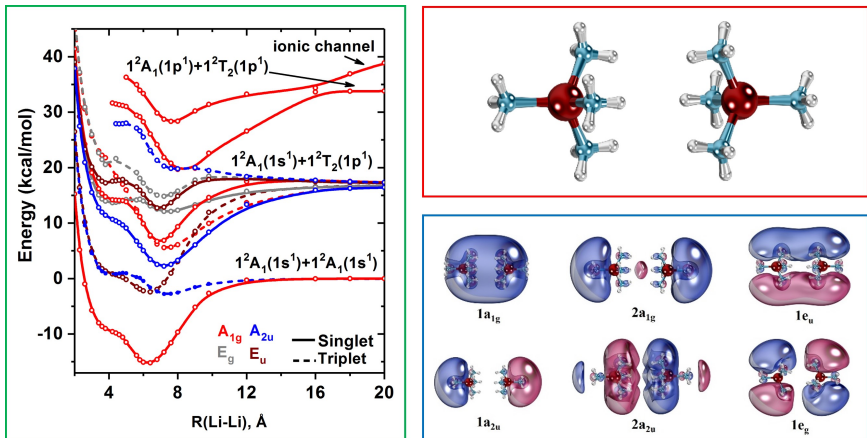 ionic channel
1²A₁(1p¹)+1²T₂(1p¹)
1²A₁(1s¹)+1²T₂(1p¹)
1²A₁(1s¹)+1²A₁(1s¹)
Energy (kcal/mol)
40
30
20
10
0
-10
A₁g A₂u
Eg Eu
Singlet
Triplet
4 8 12 16 20
R(Li-Li), Å
1a₁g 2a₁g 1eᵤ
1a₂ᵤ 2a₂ᵤ 1eg